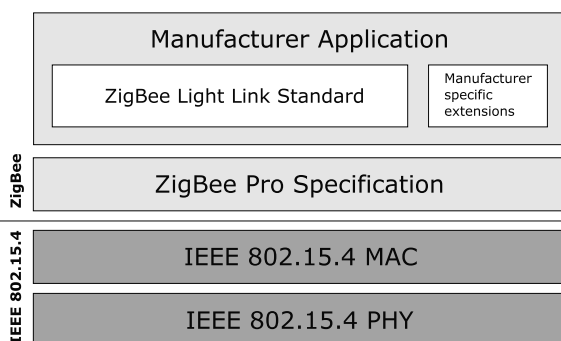 Manufacturer Application
ZigBee Light Link Standard
Manufacturer
specific
extensions
ZigBee
ZigBee Pro Specification
IEEE 802.15.4
IEEE 802.15.4 MAC
IEEE 802.15.4 PHY